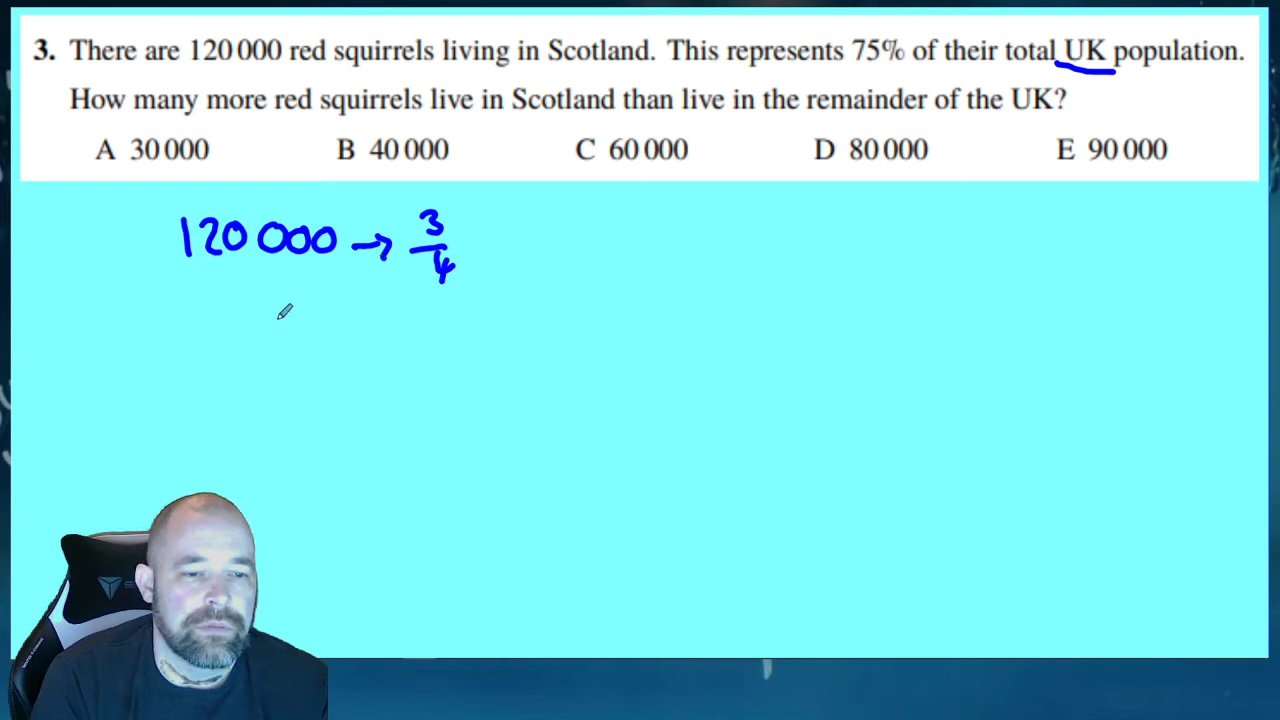 3. There are 120 000 red squirrels living in Scotland. This represents 75% of their total UK population.
How many more red squirrels live in Scotland than live in the remainder of the UK?
A 30 000 B 40 000 C 60 000 D 80 000 E 90 000
120 000 → 3/4